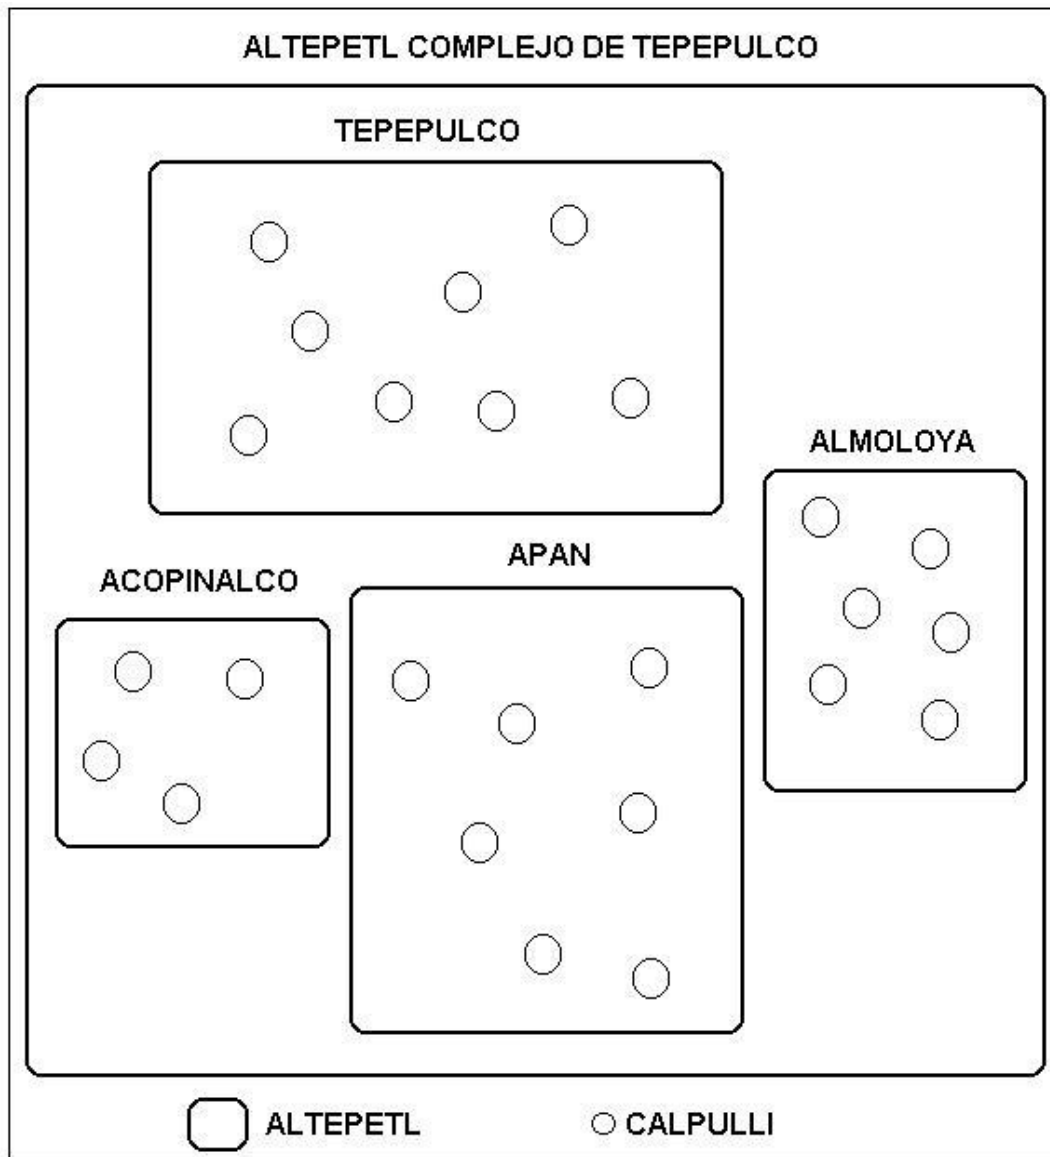 ALTEPETL COMPLEJO DE TEPEPULCO
TEPEPULCO
ALMOLOYA
APAN
ACOPINALCO
ALTEPETL
CALPULLI